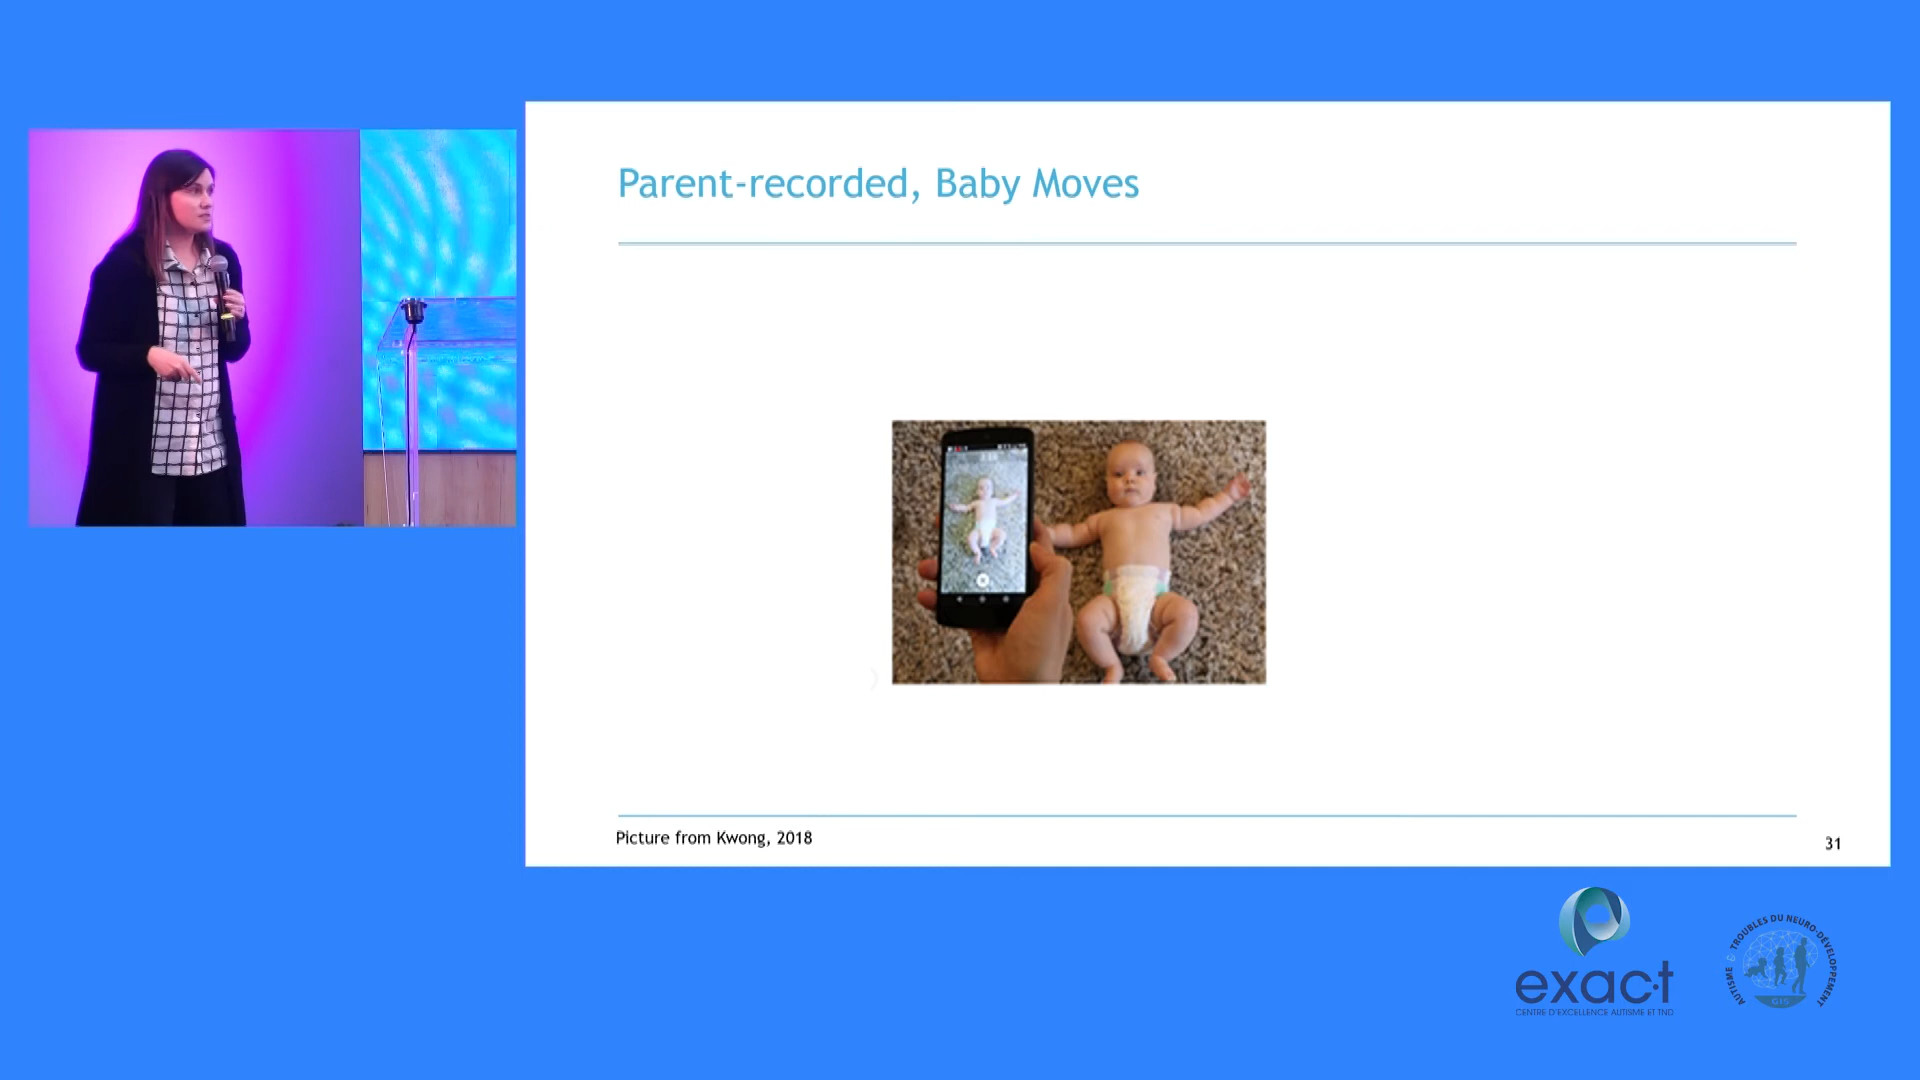 Parent-recorded, Baby Moves
Picture from Kwong, 2018
31
exact
CENTRE D'EXCELLENCE AUTISME ET TND
AUTISME & TROUBLES DU NEURO-DÉVELOPPEMENT
GIS